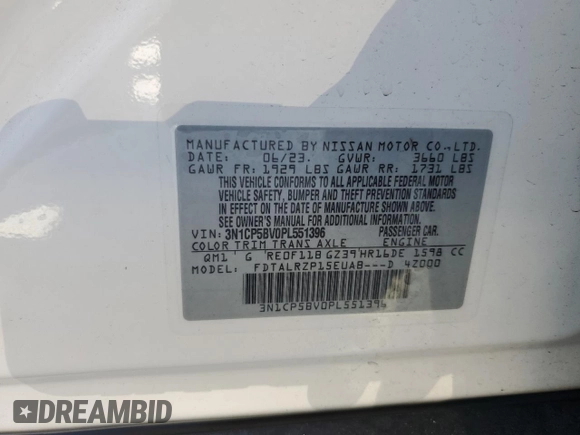 MANUFACTURED BY NISSAN MOTOR CO.,LTD.
DATE: 06/23. GVWR: 3660 LBS
GAWR FR: 1929 LBS GAWR RR: 1731 LBS
THIS VEHICLE CONFORMS TO ALL APPLICABLE FEDERAL MOTOR
VEHICLE SAFETY, BUMPER AND THEFT PREVENTION STANDARDS
IN EFFECT ON THE DATE OF MANUFACTURE SHOWN ABOVE.
SEE OWNER'S MANUAL FOR ADDITIONAL INFORMATION.
VIN: 3N1CP5BV0PL551396 PASSENGER CAR.
COLOR TRIM TRANS AXLE ENGINE
QM1 G RE0F11B GZ39 HR16DE 1598 CC
MODEL: FDTALRZP15EUA8---D 4Z000
3N1CP5BV0PL551396
DREAMBID